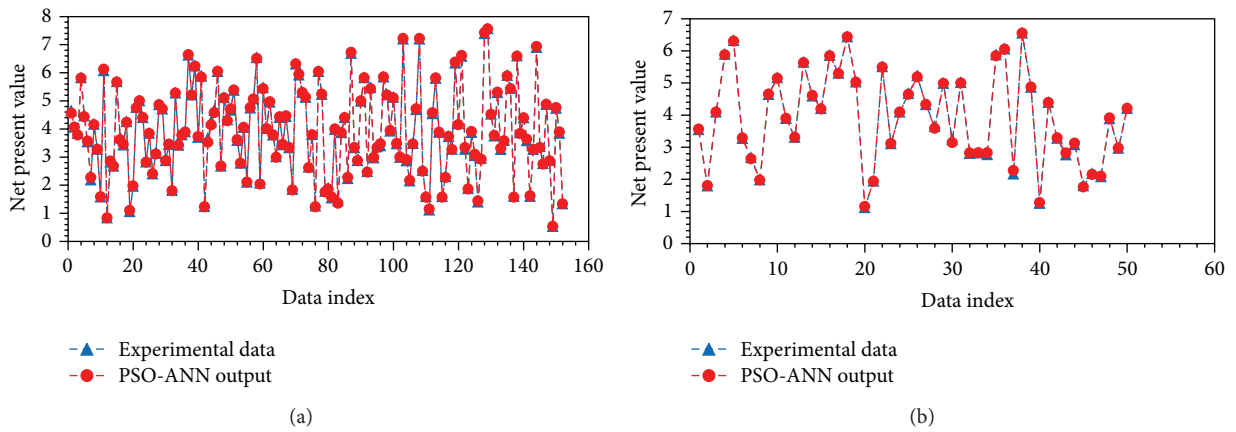 Net present value
8
7
6
5
4
3
2
1
0
0 20 40 60 80 100 120 140 160
Data index
Experimental data
PSO-ANN output
(a)
Net present value
7
6
5
4
3
2
1
0
0 10 20 30 40 50 60
Data index
Experimental data
PSO-ANN output
(b)